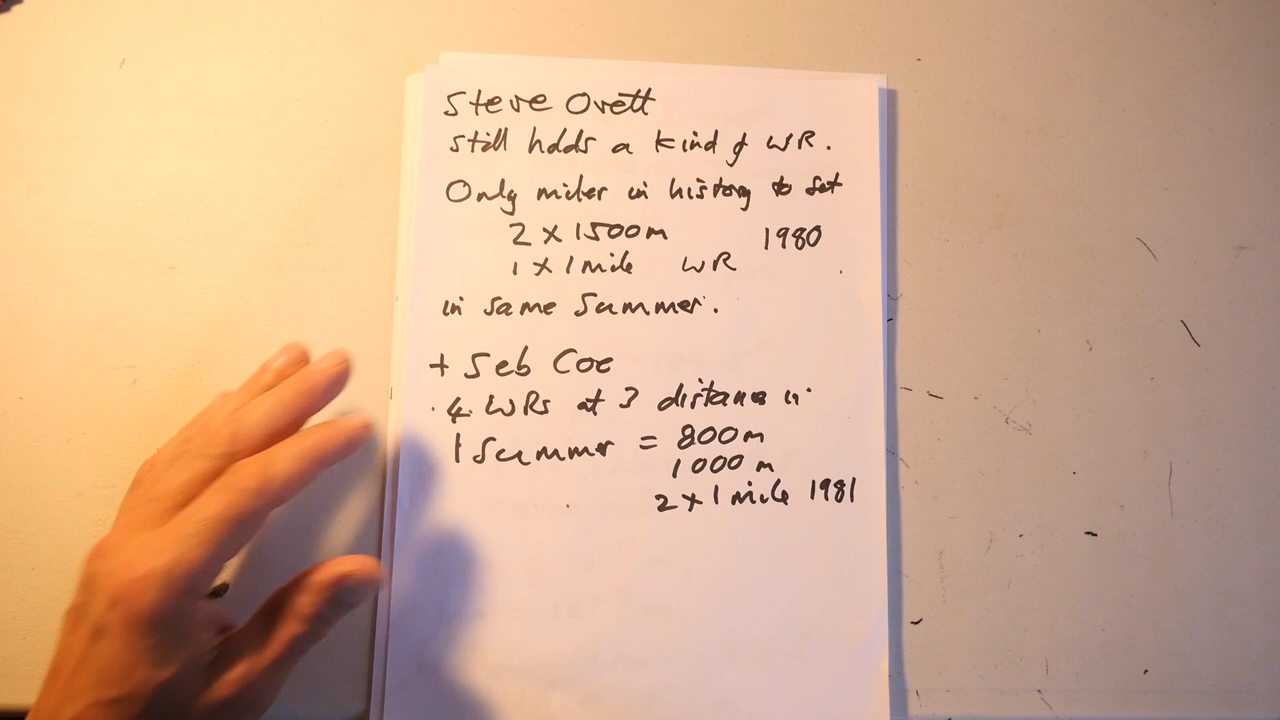 Steve Ovett
still holds a kind of WR.
Only miler in history to set
2 x 1500m 1980
1 x 1 mile WR
in same summer.
+ Seb Coe
4 WRs at 3 distance in
1 Summer = 800m
1000m
2 x 1 mile 1981